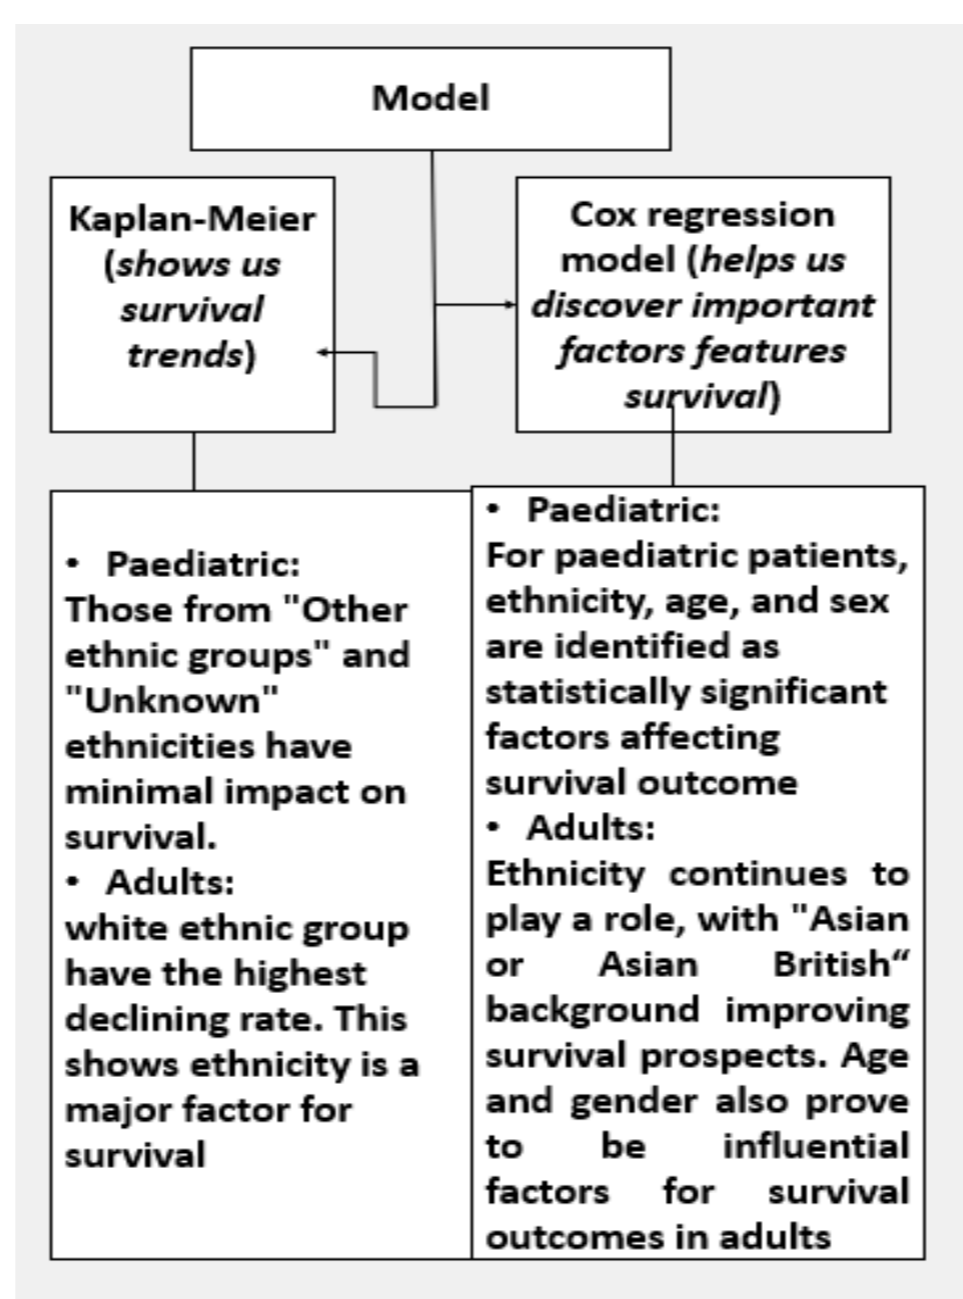 Model
Kaplan-Meier
(shows us
survival
trends)
Cox regression
model (helps us
discover important
factors features
survival)
• Paediatric:
Those from "Other
ethnic groups" and
"Unknown"
ethnicities have
minimal impact on
survival.
• Adults:
white ethnic group
have the highest
declining rate. This
shows ethnicity is a
major factor for
survival
• Paediatric:
For paediatric patients,
ethnicity, age, and sex
are identified as
statistically significant
factors affecting
survival outcome
• Adults:
Ethnicity continues to
play a role, with "Asian
or Asian British“
background improving
survival prospects. Age
and gender also prove
to be influential
factors for survival
outcomes in adults